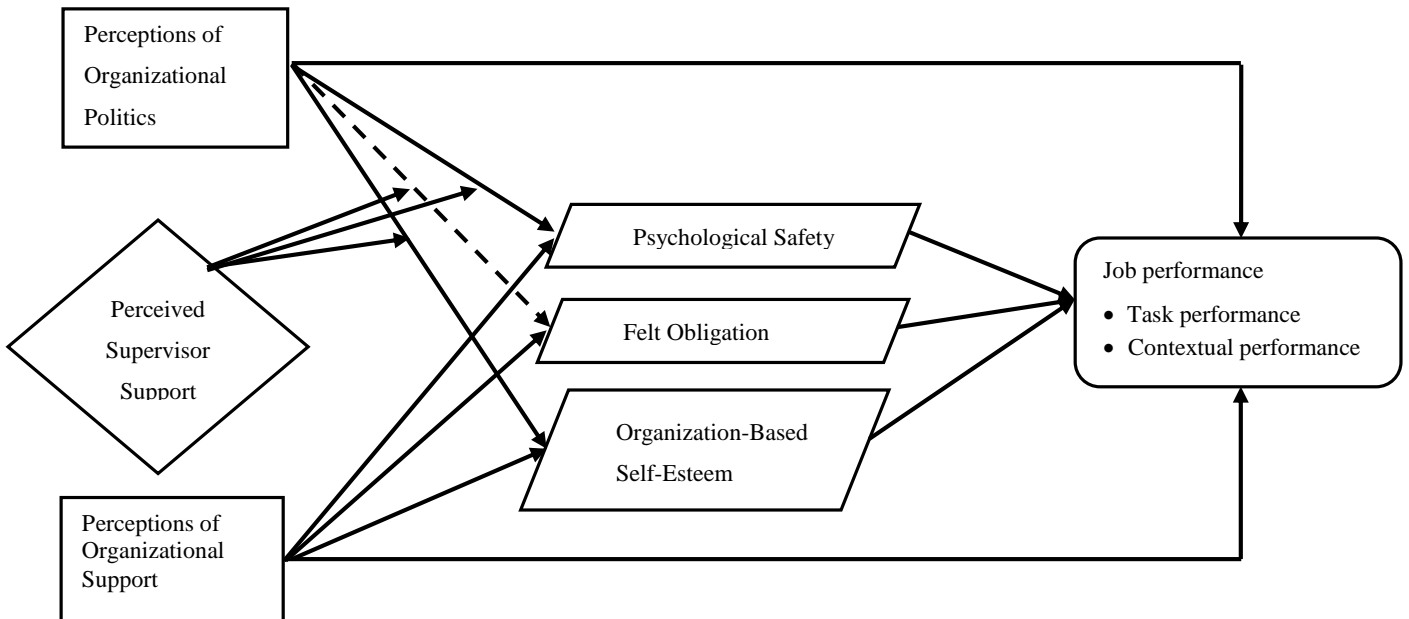 Perceptions of
Organizational
Politics
Psychological Safety
Perceived
Supervisor
Support
Felt Obligation
Organization-Based
Self-Esteem
Job performance
• Task performance
• Contextual performance
Perceptions of
Organizational
Support